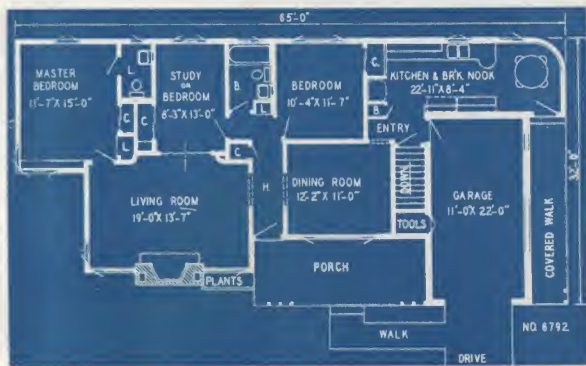 65'-0"
MASTER
BEDROOM
11'-7"X 15'-0"
L.
STUDY
OR
BEDROOM
8'-3"X 13'-0"
B.
L.
BEDROOM
10'-4"X 11'-7"
C.
KITCHEN & BR'K NOOK
22'-11"X 8'-4"
B.
ENTRY
C.
C.
L.
C.
LIVING ROOM
19'-0"X 13'-7"
H.
DINING ROOM
12'-2"X 11'-0"
DOWN
TOOLS
GARAGE
11'-0"X 22'-0"
COVERED WALK
32'-0"
PLANTS
PORCH
WALK
DRIVE
NO. 6792